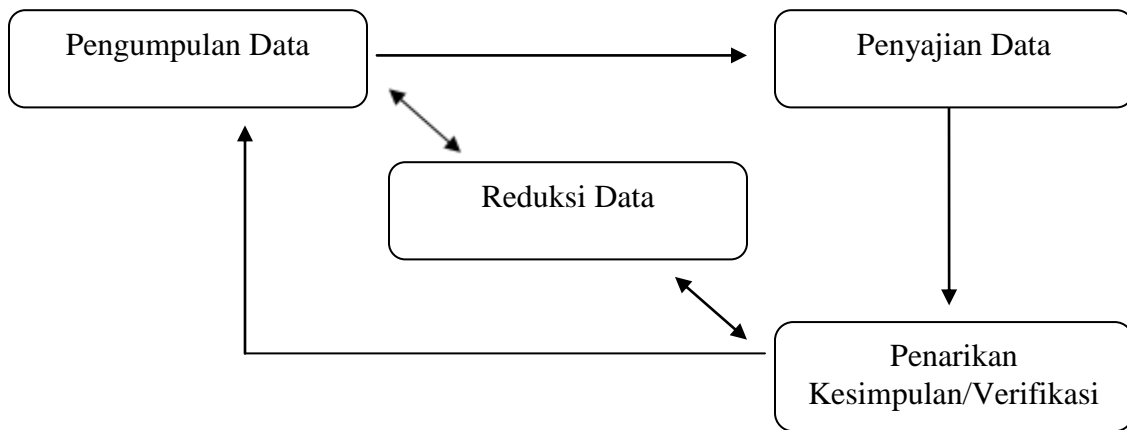 Pengumpulan Data
Penyajian Data
Reduksi Data
Penarikan
Kesimpulan/Verifikasi